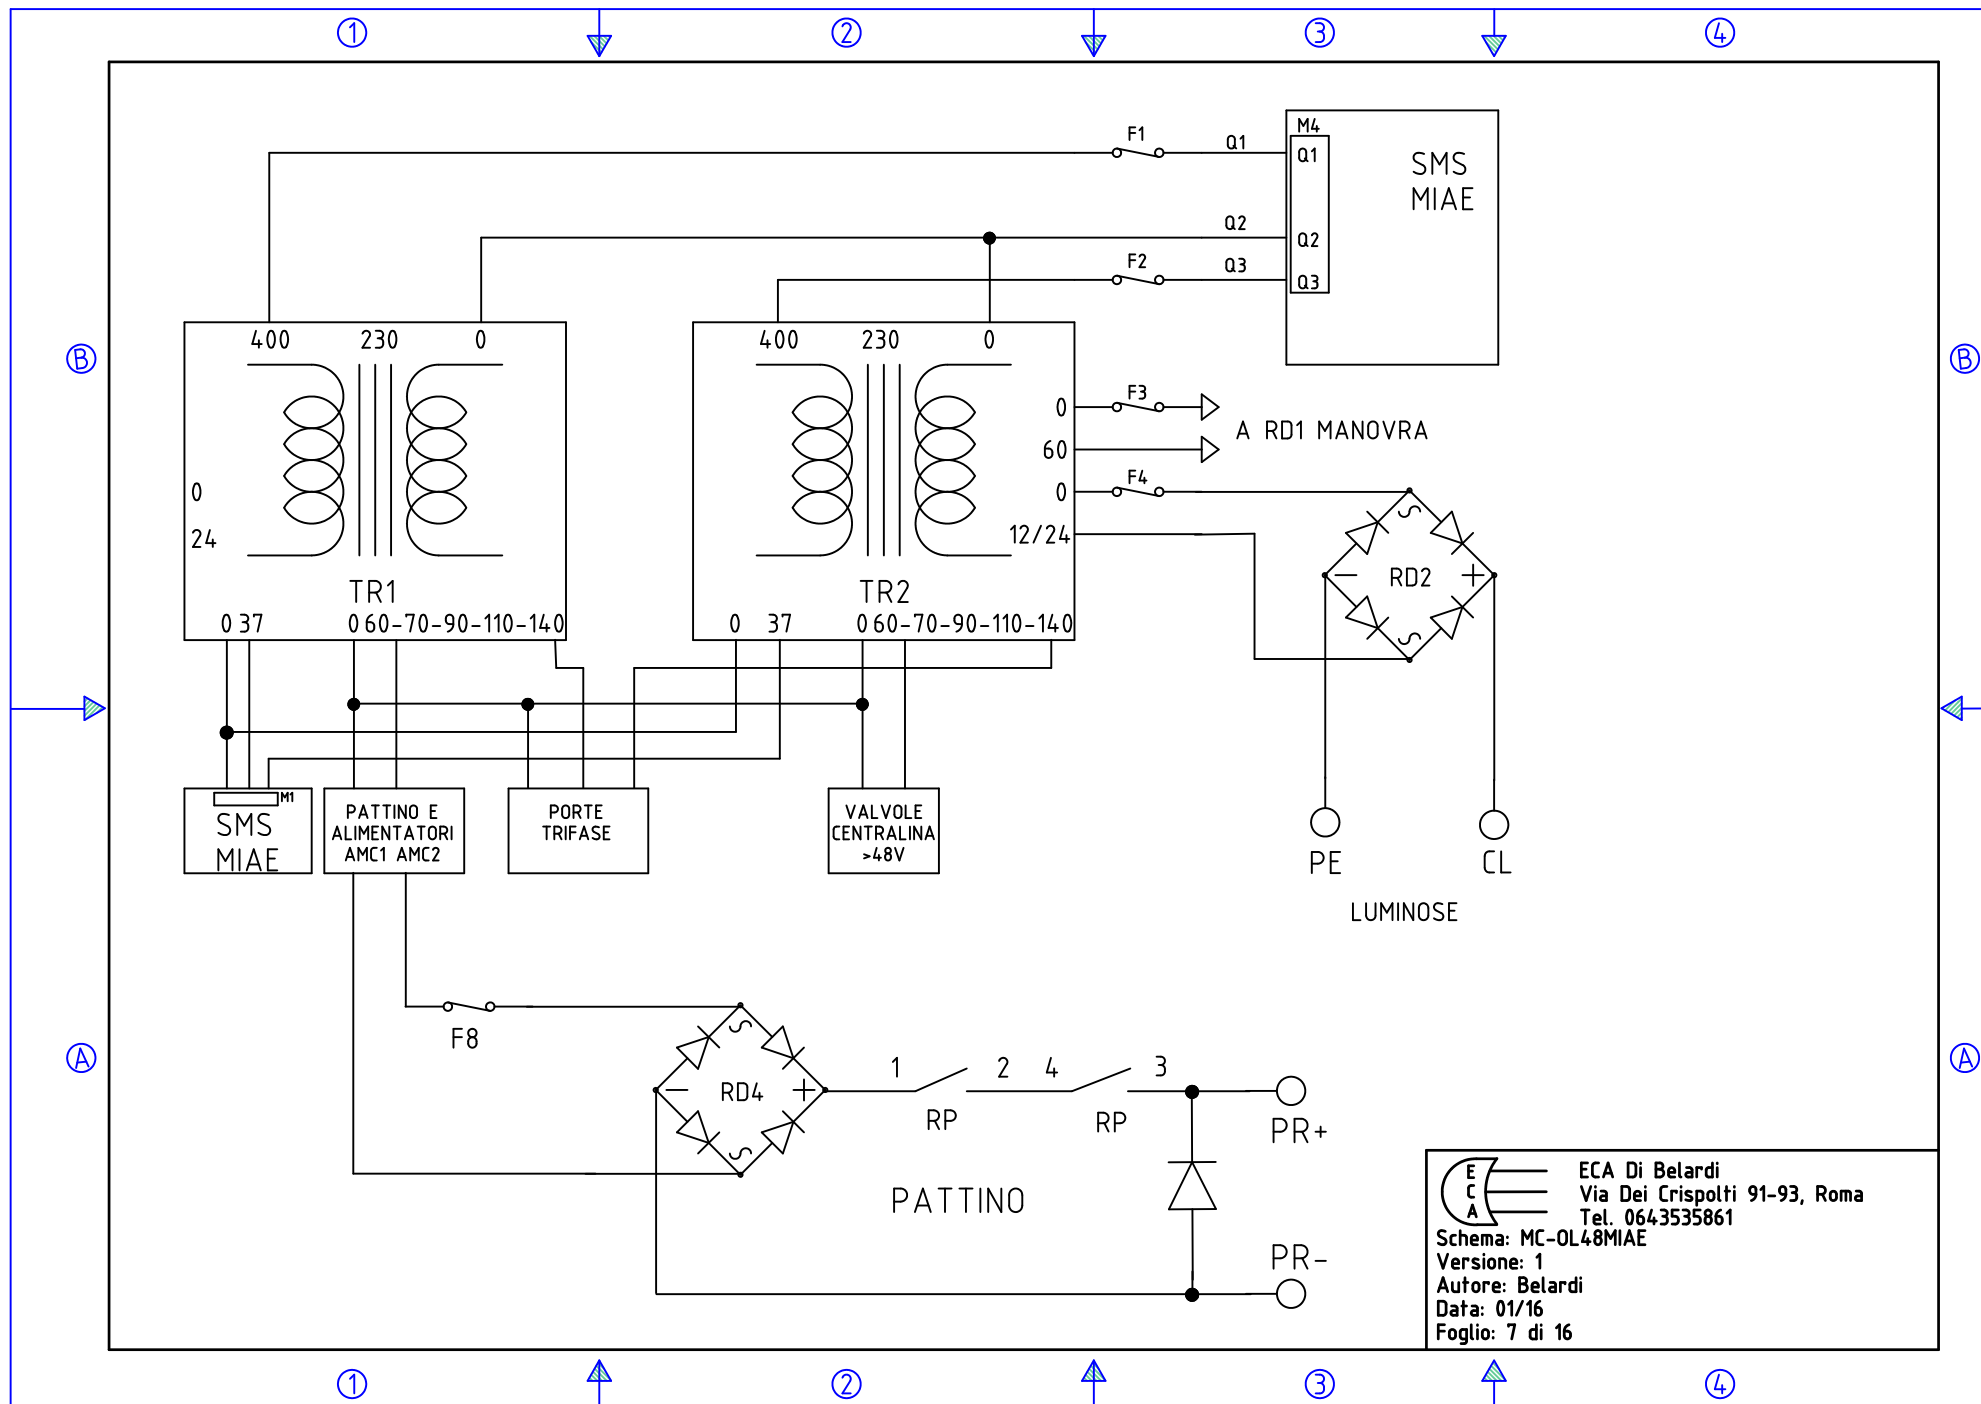 1
2
3
4
F1
Q1
M4
Q1
SMS
MIAE
Q2
Q2
F2
Q3
Q3
400 230 0
400 230 0
B
B
0
F3
A RD1 MANOVRA
60
0
F4
0
24
12/24
S
- RD2 +
S
TR1
TR2
0 37 0 60-70-90-110-140
0 37 0 60-70-90-110-140
M1
SMS
MIAE
PATTINO E
ALIMENTATORI
AMC1 AMC2
PORTE
TRIFASE
VALVOLE
CENTRALINA
>48V
PE
CL
LUMINOSE
F8
A
A
S
- RD4 +
S
1 2 4 3
RP
RP
PR+
PATTINO
PR-
E
C
A
ECA Di Belardi
Via Dei Crispolti 91-93, Roma
Tel. 0643535861
Schema: MC-OL48MIAE
Versione: 1
Autore: Belardi
Data: 01/16
Foglio: 7 di 16
1
2
3
4